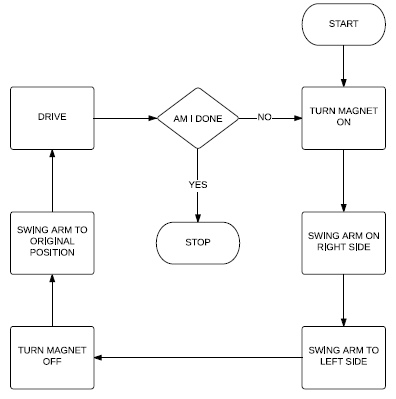 START
DRIVE
AM I DONE
NO
TURN MAGNET
ON
YES
SWING ARM TO
ORIGINAL
POSITION
STOP
SWING ARM ON
RIGHT SIDE
TURN MAGNET
OFF
SWING ARM TO
LEFT SIDE